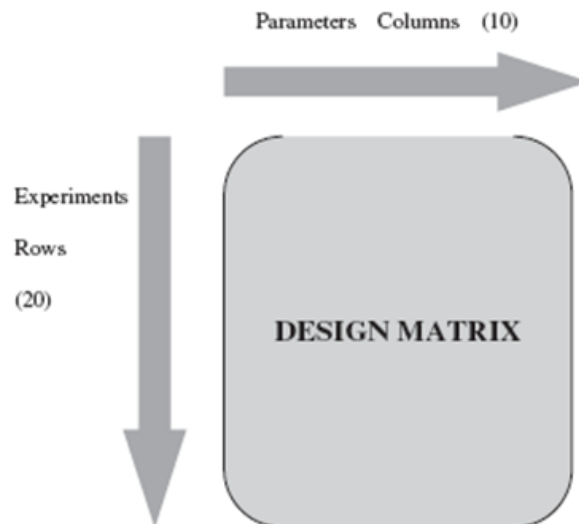 Parameters Columns (10)
Experiments
Rows
(20)
DESIGN MATRIX